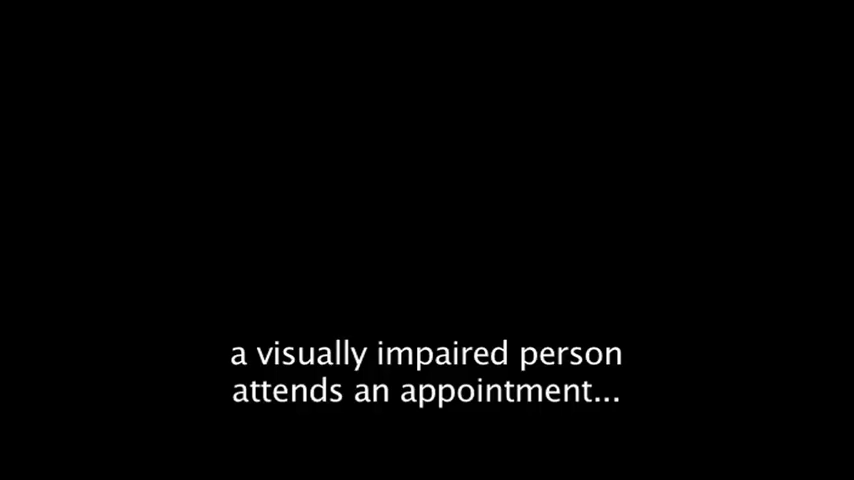 a visually impaired person
attends an appointment...